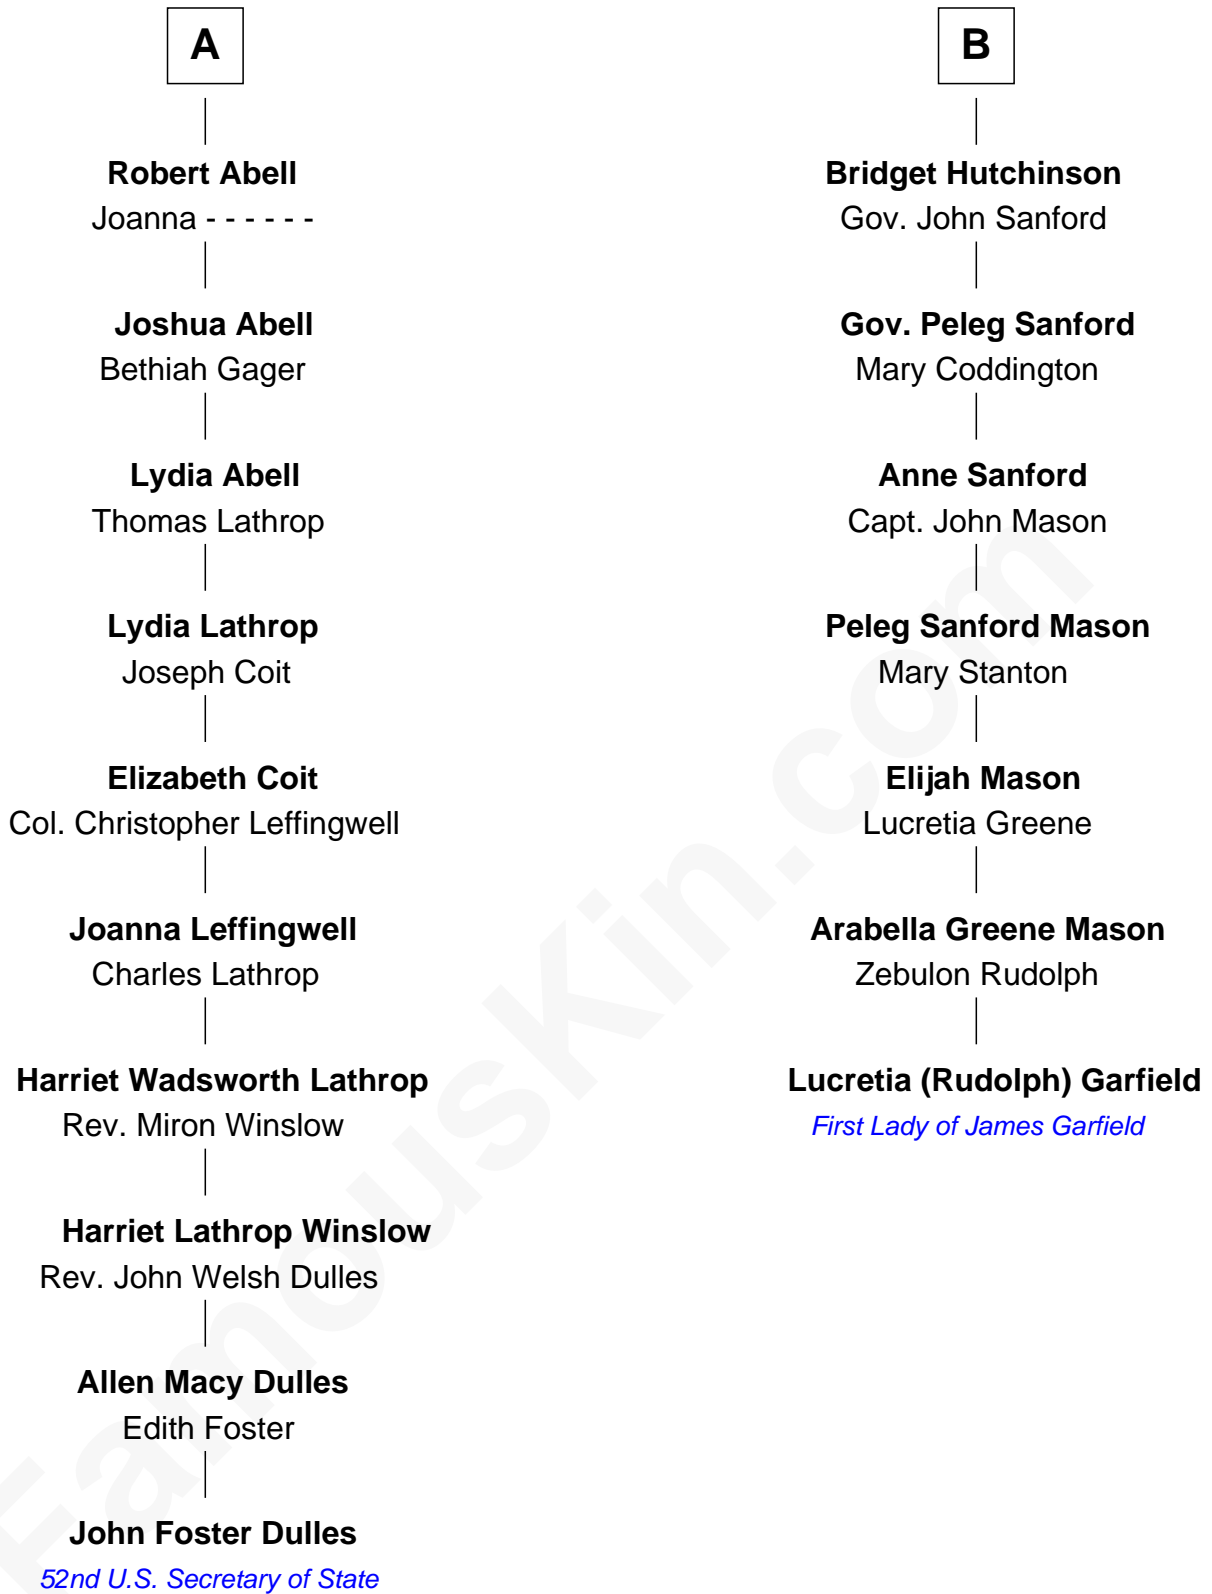 A
Robert Abell
Joanna - - - - - -
Joshua Abell
Bethiah Gager
Lydia Abell
Thomas Lathrop
Lydia Lathrop
Joseph Coit
Elizabeth Coit
Col. Christopher Leffingwell
Joanna Leffingwell
Charles Lathrop
Harriet Wadsworth Lathrop
Rev. Miron Winslow
Harriet Lathrop Winslow
Rev. John Welsh Dulles
Allen Macy Dulles
Edith Foster
John Foster Dulles
52nd U.S. Secretary of State
B
Bridget Hutchinson
Gov. John Sanford
Gov. Peleg Sanford
Mary Coddington
Anne Sanford
Capt. John Mason
Peleg Sanford Mason
Mary Stanton
Elijah Mason
Lucretia Greene
Arabella Greene Mason
Zebulon Rudolph
Lucretia (Rudolph) Garfield
First Lady of James Garfield
FamousKin.com